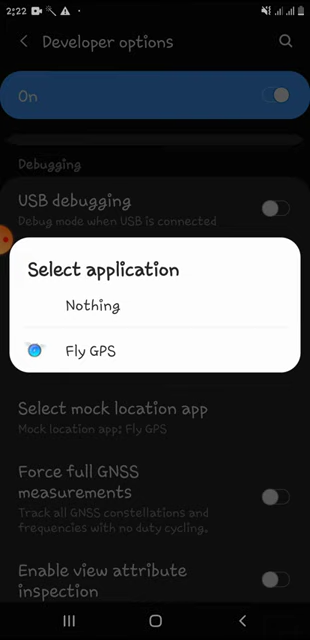 2:22
Developer options
On
Debugging
USB debugging
Debug mode when USB is connected
Select application
Nothing
Fly GPS
Select mock location app
Mock location app: Fly GPS
Force full GNSS
measurements
Track all GNSS constellations and
frequencies with no duty cycling.
Enable view attribute
inspection